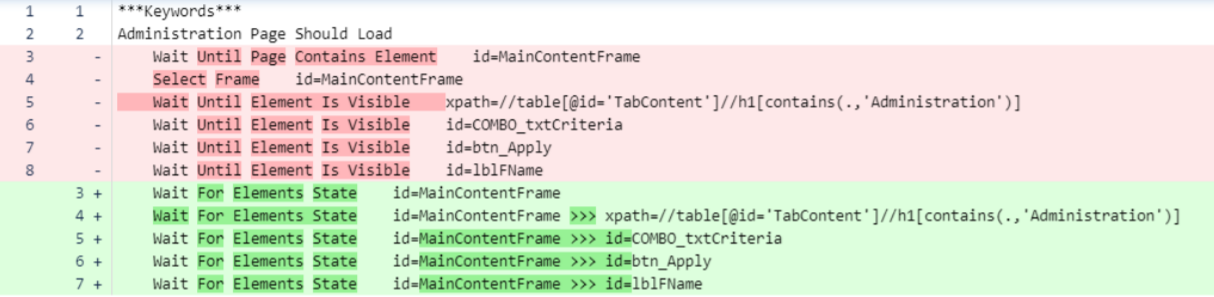 1 1 ***Keywords***
2 2 Administration Page Should Load
3 - Wait Until Page Contains Element id=MainContentFrame
4 - Select Frame id=MainContentFrame
5 - Wait Until Element Is Visible xpath=//table[@id='TabContent']//h1[contains(.,'Administration')]
6 - Wait Until Element Is Visible id=COMBO_txtCriteria
7 - Wait Until Element Is Visible id=btn_Apply
8 - Wait Until Element Is Visible id=lblFName
3 + Wait For Elements State id=MainContentFrame
4 + Wait For Elements State id=MainContentFrame >>> xpath=//table[@id='TabContent']//h1[contains(.,'Administration')]
5 + Wait For Elements State id=MainContentFrame >>> id=COMBO_txtCriteria
6 + Wait For Elements State id=MainContentFrame >>> id=btn_Apply
7 + Wait For Elements State id=MainContentFrame >>> id=lblFName